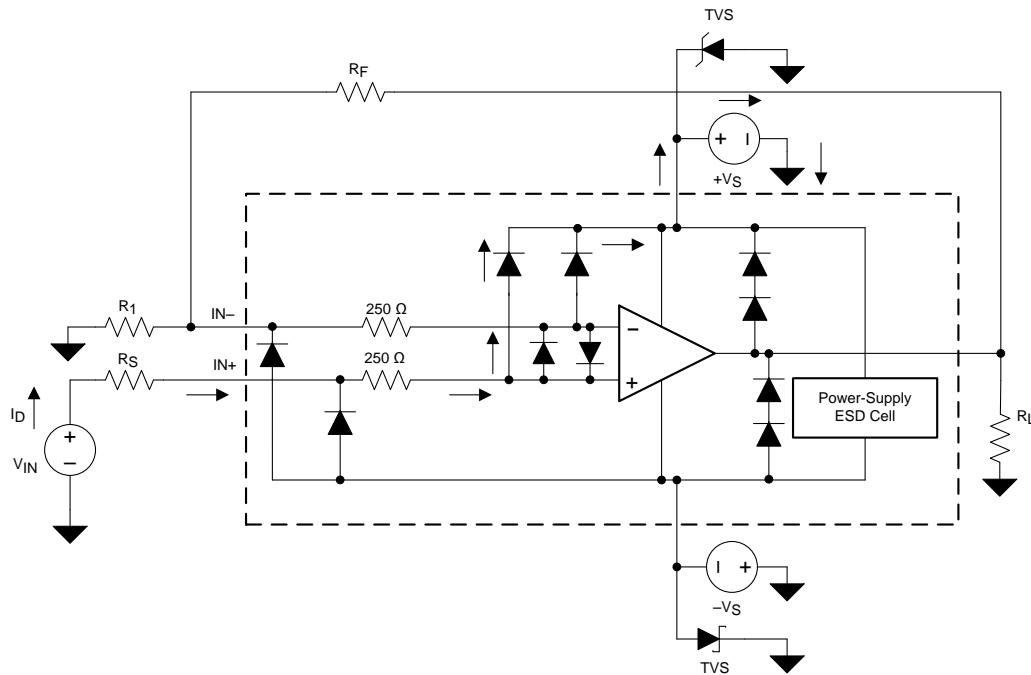 TVS
RF
+ –
+VS
R1
IN–
250 Ω
–
RS
IN+
250 Ω
+
Power-Supply
ESD Cell
ID
RL
+
–
VIN
– +
–VS
TVS